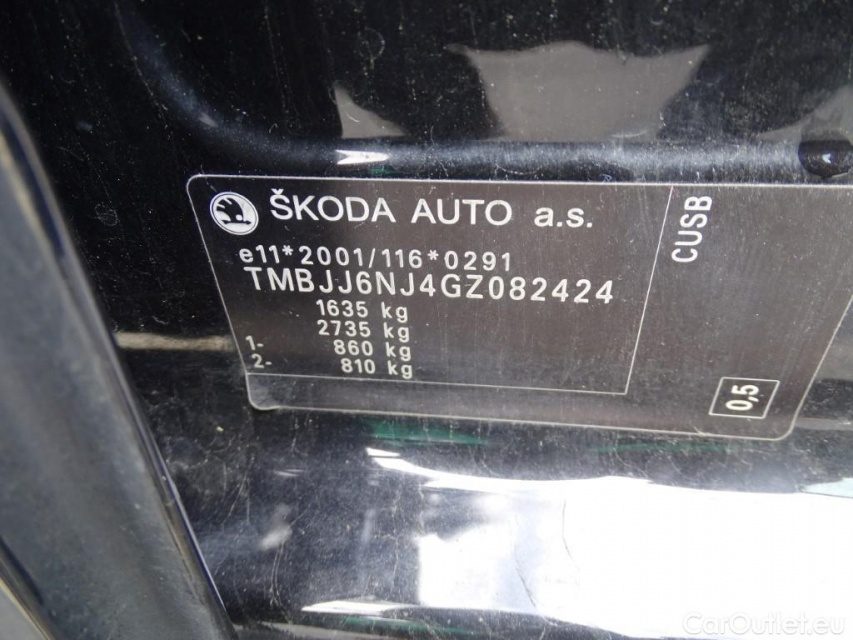 ŠKODA AUTO a.s.
e11*2001/116*0291
TMBJJ6NJ4GZ082424
1635 kg
2735 kg
1- 860 kg
2- 810 kg
CUSB
0,5
CarOutlet.eu